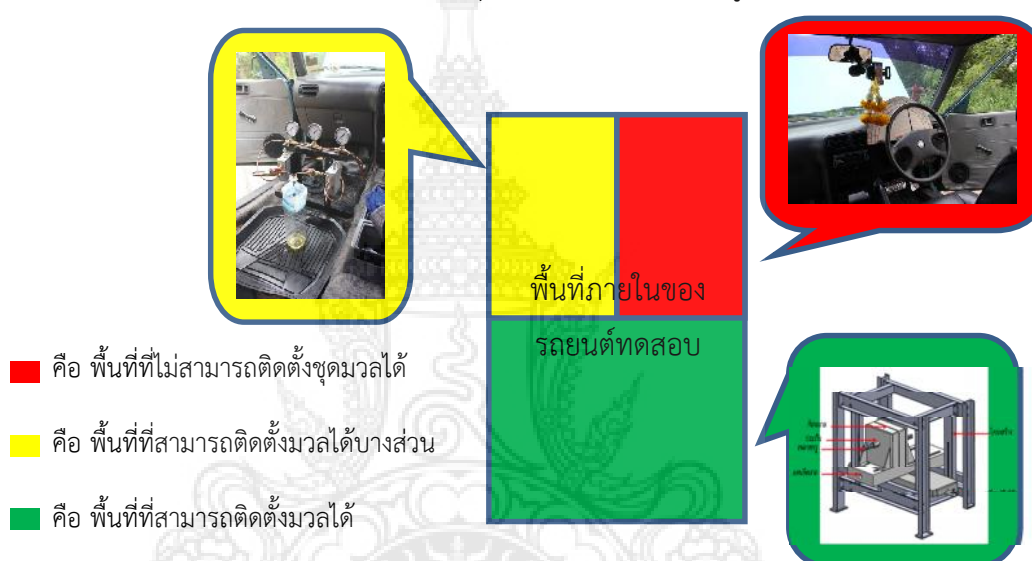 พื้นที่ภายในของ
รถยนต์ทดสอบ
คือ พื้นที่ที่ไม่สามารถติดตั้งชุดมวลได้
คือ พื้นที่ที่สามารถติดตั้งมวลได้บางส่วน
คือ พื้นที่ที่สามารถติดตั้งมวลได้